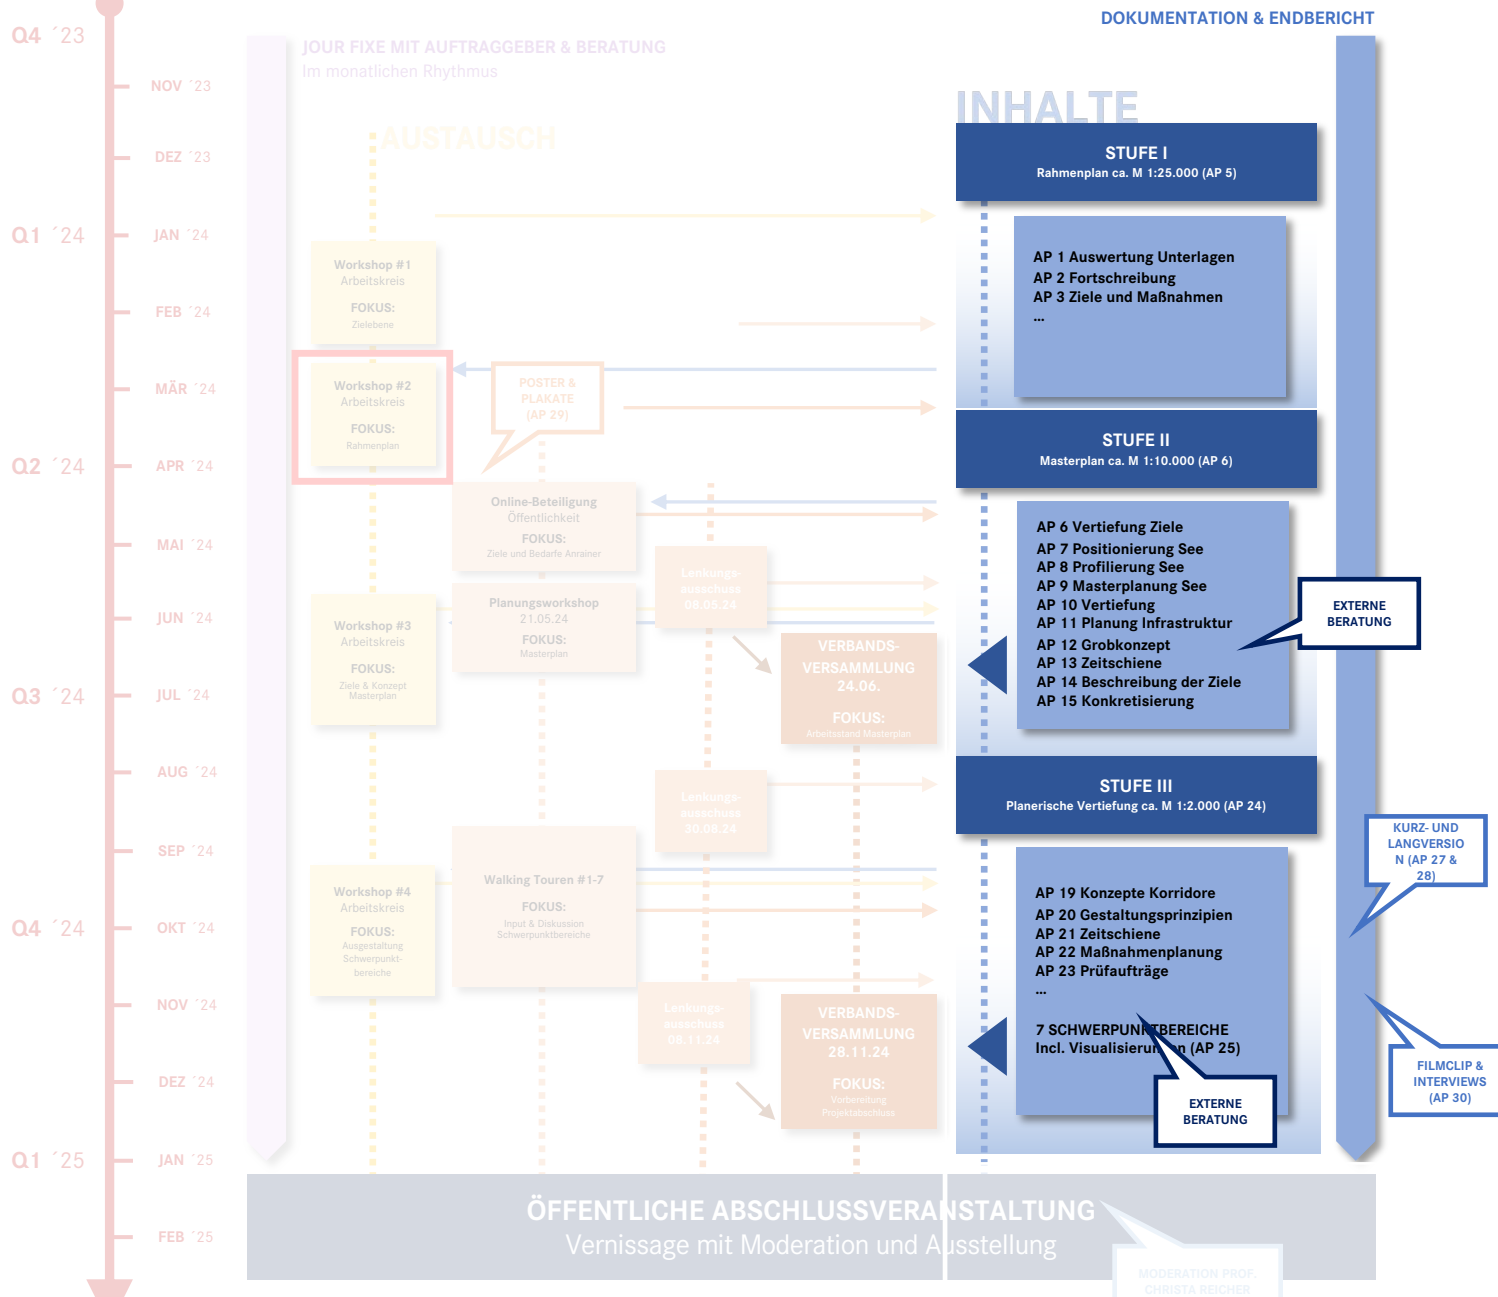 DOKUMENTATION & ENDBERICHT
Q4 ´23
NOV ´23
DEZ ´23
Q1 ´24
JAN ´24
FEB ´24
MÄR ´24
Q2 ´24
APR ´24
MAI ´24
JUN ´24
Q3 ´24
JUL ´24
AUG ´24
SEP ´24
Q4 ´24
OKT ´24
NOV ´24
DEZ ´24
Q1 ´25
JAN ´25
FEB ´25
JOUR FIXE MIT AUFTRAGGEBER & BERATUNG
Im monatlichen Rhythmus
AUSTAUSCH
Workshop #1
Arbeitskreis
FOKUS:
Zielebene
Workshop #2
Arbeitskreis
FOKUS:
Rahmenplan
Workshop #3
Arbeitskreis
FOKUS:
Ziele & Konzept
Masterplan
Workshop #4
Arbeitskreis
FOKUS:
Ausgestaltung
Schwerpunkt-
bereiche
POSTER &
PLAKATE
(AP 29)
Online-Beteiligung
Öffentlichkeit
FOKUS:
Ziele und Bedarfe Anrainer
Planungsworkshop
21.05.24
FOKUS:
Masterplan
Walking Touren #1-7
FOKUS:
Input & Diskussion
Schwerpunktbereiche
Lenkungs-
ausschuss
08.05.24
Lenkungs-
ausschuss
30.08.24
Lenkungs-
ausschuss
08.11.24
VERBANDS-
VERSAMMLUNG
24.06.
FOKUS:
Arbeitsstand Masterplan
VERBANDS-
VERSAMMLUNG
28.11.24
FOKUS:
Vorbereitung
Projektabschluss
INHALTE
STUFE I
Rahmenplan ca. M 1:25.000 (AP 5)
AP 1 Auswertung Unterlagen
AP 2 Fortschreibung
AP 3 Ziele und Maßnahmen
...
STUFE II
Masterplan ca. M 1:10.000 (AP 6)
AP 6 Vertiefung Ziele
AP 7 Positionierung See
AP 8 Profilierung See
AP 9 Masterplanung See
AP 10 Vertiefung
AP 11 Planung Infrastruktur
AP 12 Grobkonzept
AP 13 Zeitschiene
AP 14 Beschreibung der Ziele
AP 15 Konkretisierung
EXTERNE
BERATUNG
STUFE III
Planerische Vertiefung ca. M 1:2.000 (AP 24)
AP 19 Konzepte Korridore
AP 20 Gestaltungsprinzipien
AP 21 Zeitschiene
AP 22 Maßnahmenplanung
AP 23 Prüfaufträge
...
7 SCHWERPUNKTBEREICHE
Incl. Visualisierungen (AP 25)
EXTERNE
BERATUNG
KURZ- UND
LANGVERSIO
N (AP 27 &
28)
FILMCLIP &
INTERVIEWS
(AP 30)
ÖFFENTLICHE ABSCHLUSSVERANSTALTUNG
Vernissage mit Moderation und Ausstellung
MODERATION PROF.
CHRISTA REICHER